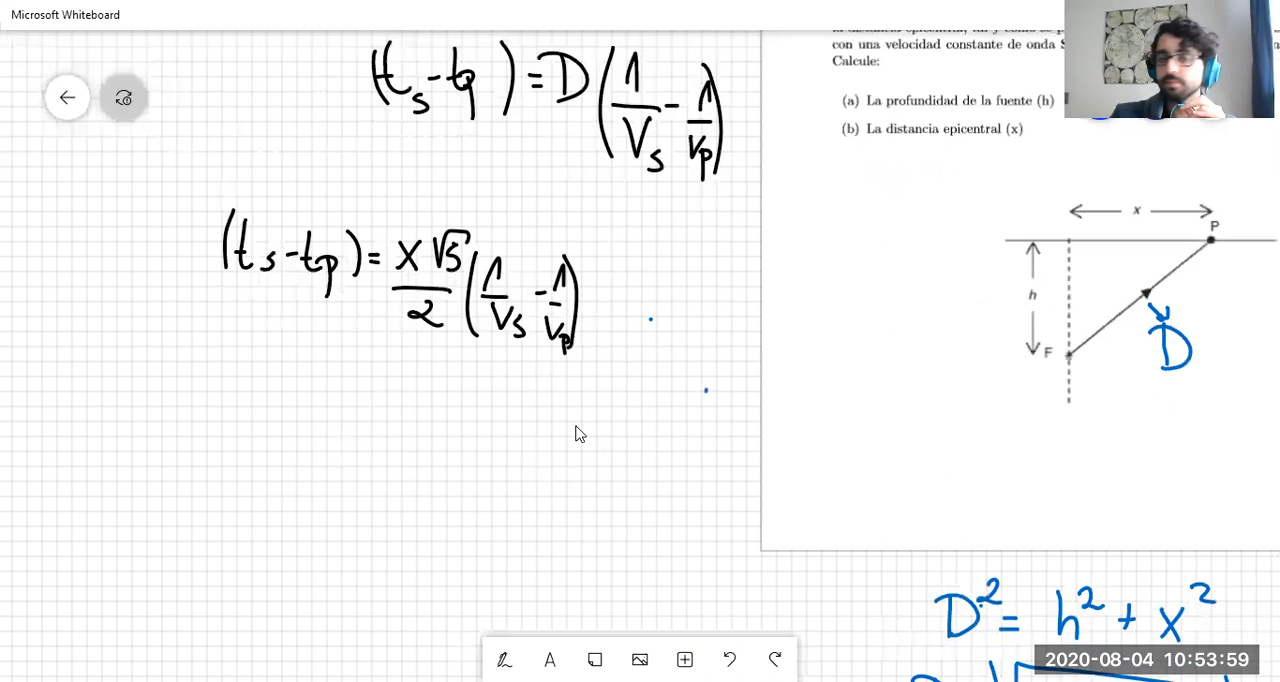 Microsoft Whiteboard
(ts - tp) = D (1/Vs - 1/Vp)
(ts - tp) = x √5/2 (1/Vs - 1/Vp)
con una velocidad constante de onda S
Calcule:
(a) La profundidad de la fuente (h)
(b) La distancia epicentral (x)
x
P
h
F
D
D² = h² + x²
A
2020-08-04 10:53:59